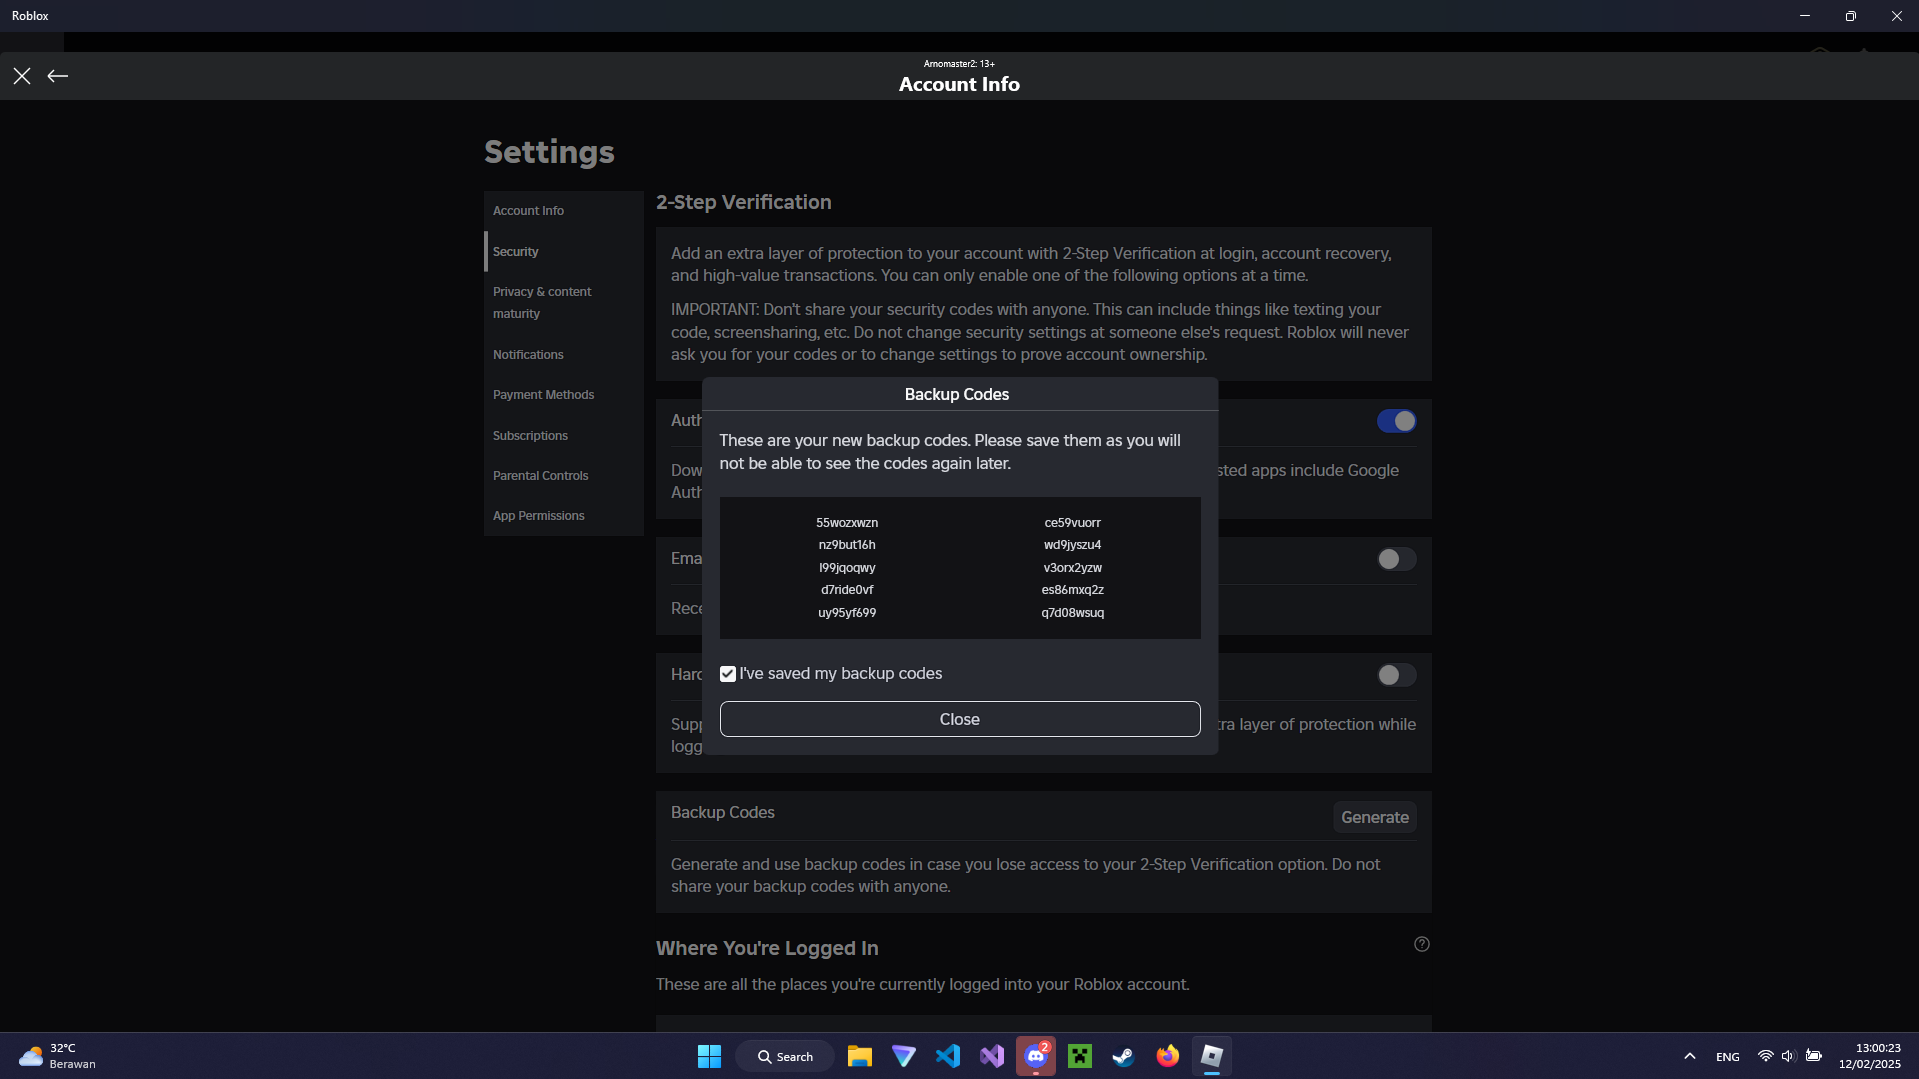 Roblox
Arnomaster2: 13+
Account Info
Settings
Account Info
Security
Privacy & content
maturity
Notifications
Payment Methods
Subscriptions
Parental Controls
App Permissions
2-Step Verification
Add an extra layer of protection to your account with 2-Step Verification at login, account recovery,
and high-value transactions. You can only enable one of the following options at a time.
IMPORTANT: Don't share your security codes with anyone. This can include things like texting your
code, screensharing, etc. Do not change security settings at someone else's request. Roblox will never
ask you for your codes or to change settings to prove account ownership.
Backup Codes
These are your new backup codes. Please save them as you will
not be able to see the codes again later.
55wozxwzn ce59vuorr
nz9but16h wd9jyszu4
l99jqoqwy v3orx2yzw
d7ride0vf es86mxq2z
uy95yf699 q7d08wsuq
I've saved my backup codes
Close
Auth
Dow sted apps include Google
Auth
Ema
Rece
Hard
Supp tra layer of protection while
logg
Backup Codes Generate
Generate and use backup codes in case you lose access to your 2-Step Verification option. Do not
share your backup codes with anyone.
Where You're Logged In
These are all the places you're currently logged into your Roblox account.
32°C
Berawan
Search
2
ENG
13:00:23
12/02/2025